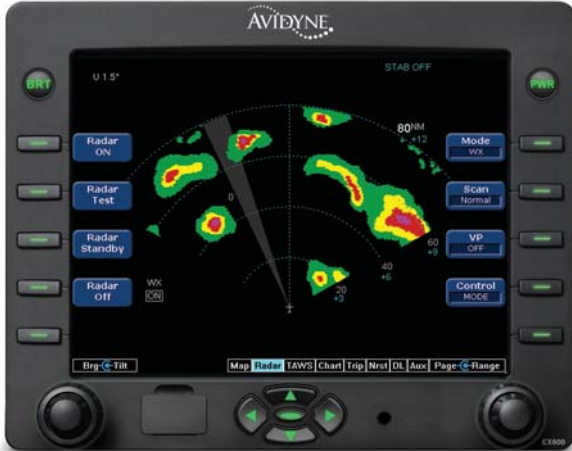 AVIDYNE
BRT
PWR
U 1.5°
STAB OFF
80NM
+12
Radar
ON
Mode
WX
Radar
Test
Scan
Normal
0
Radar
Standby
VP
OFF
60
+9
40
+6
Radar
Off
WX
ON
20
+3
Control
MODE
Brg Tilt
Map Radar TAWS Chart Trip Nrst DL Aux Page Range
EX600